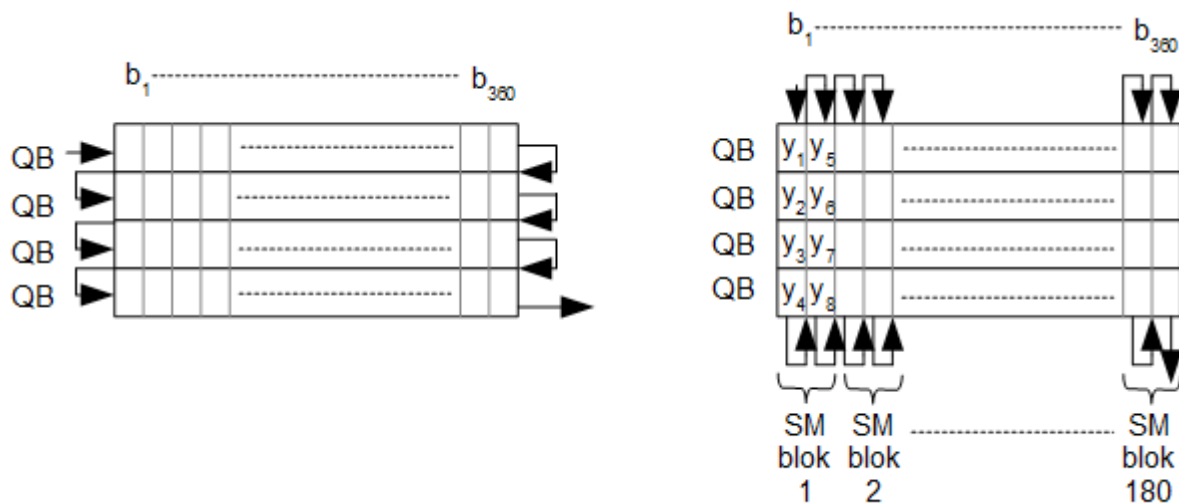 b1 b360
QB
QB
QB
QB
b1 b360
QB y1 y5
QB y2 y6
QB y3 y7
QB y4 y8
SM blok 1
SM blok 2
SM blok 180